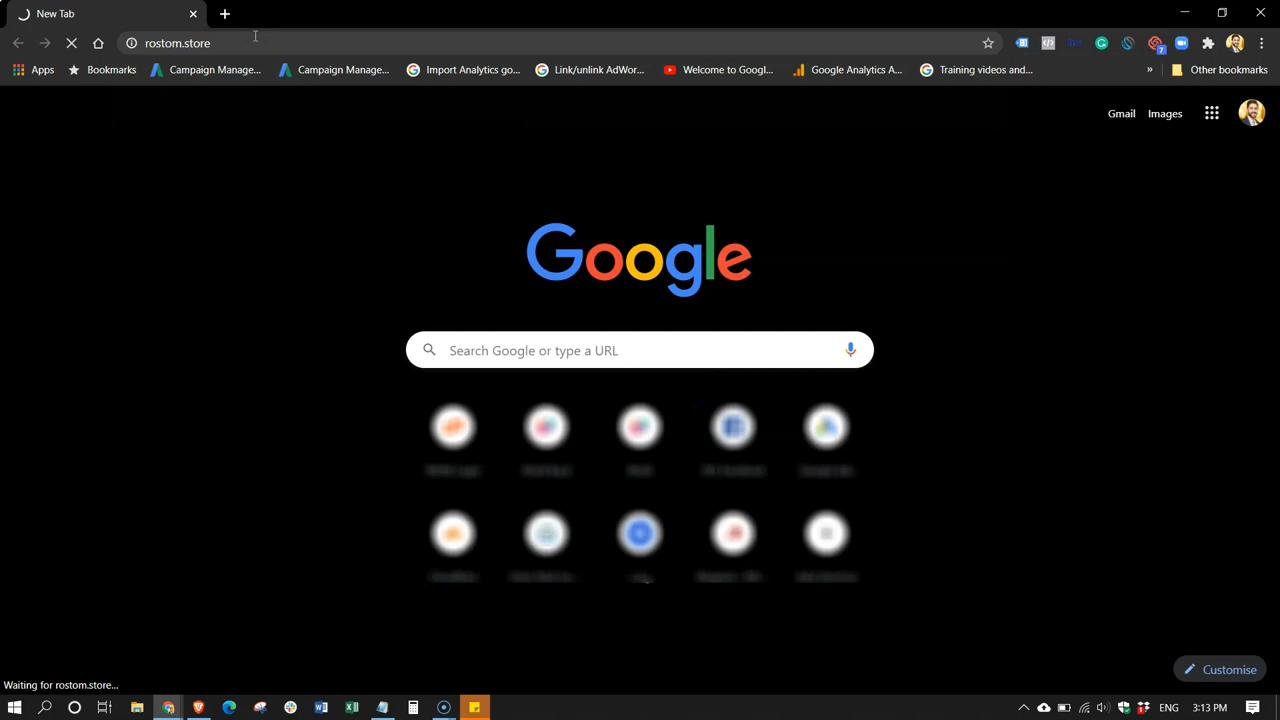 New Tab
rostom.store
7
Apps
Bookmarks
Campaign Manage...
Campaign Manage...
Import Analytics go...
Link/unlink AdWor...
Welcome to Googl...
Google Analytics A...
Training videos and...
»
Other bookmarks
Gmail
Images
Google
Search Google or type a URL
Customise
Waiting for rostom.store...
ENG
3:13 PM